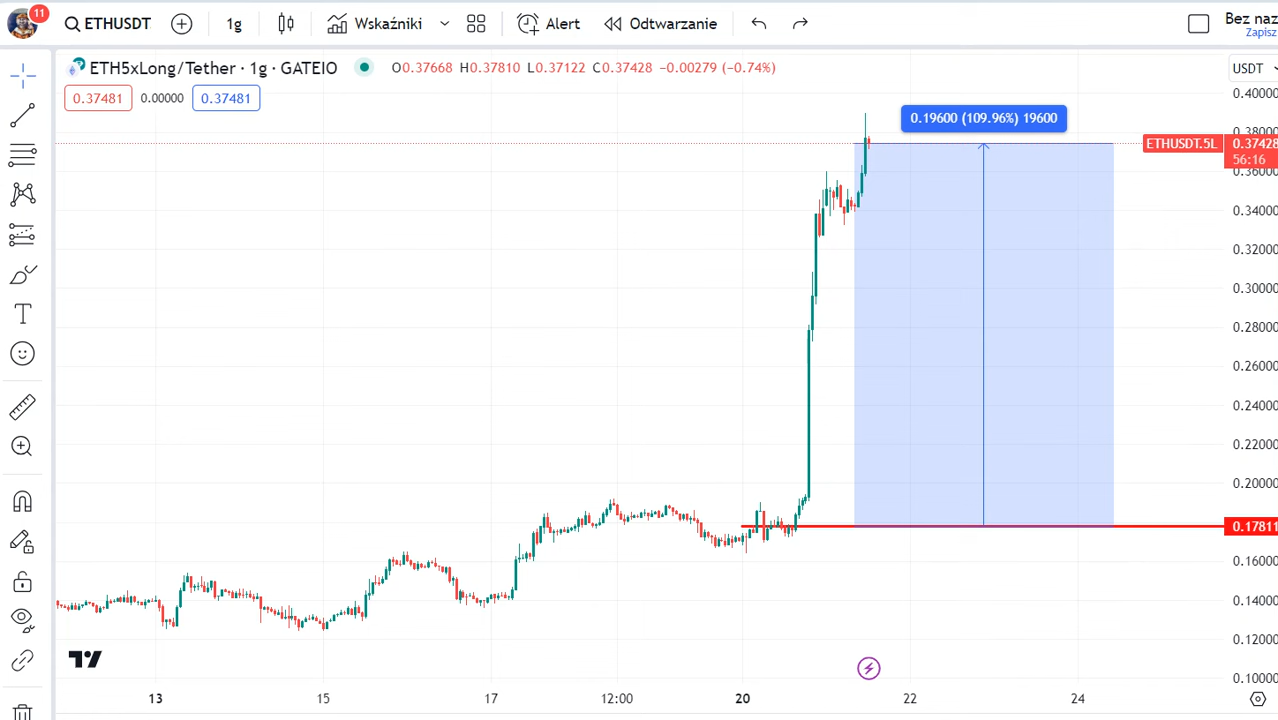 11
ETHUSDT
1g
Wskaźniki
Alert
Odtwarzanie
Bez naz
Zapisz
ETH5xLong/Tether · 1g · GATEIO
O0.37668 H0.37810 L0.37122 C0.37428 −0.00279 (−0.74%)
USDT
0.37481
0.00000
0.37481
0.40000
0.19600 (109.96%) 19600
0.38000
ETHUSDT.5L
0.37428
56:16
0.36000
0.34000
0.32000
0.30000
0.28000
0.26000
0.24000
0.22000
0.20000
0.17811
0.16000
0.14000
0.12000
0.10000
13
15
17
12:00
20
22
24